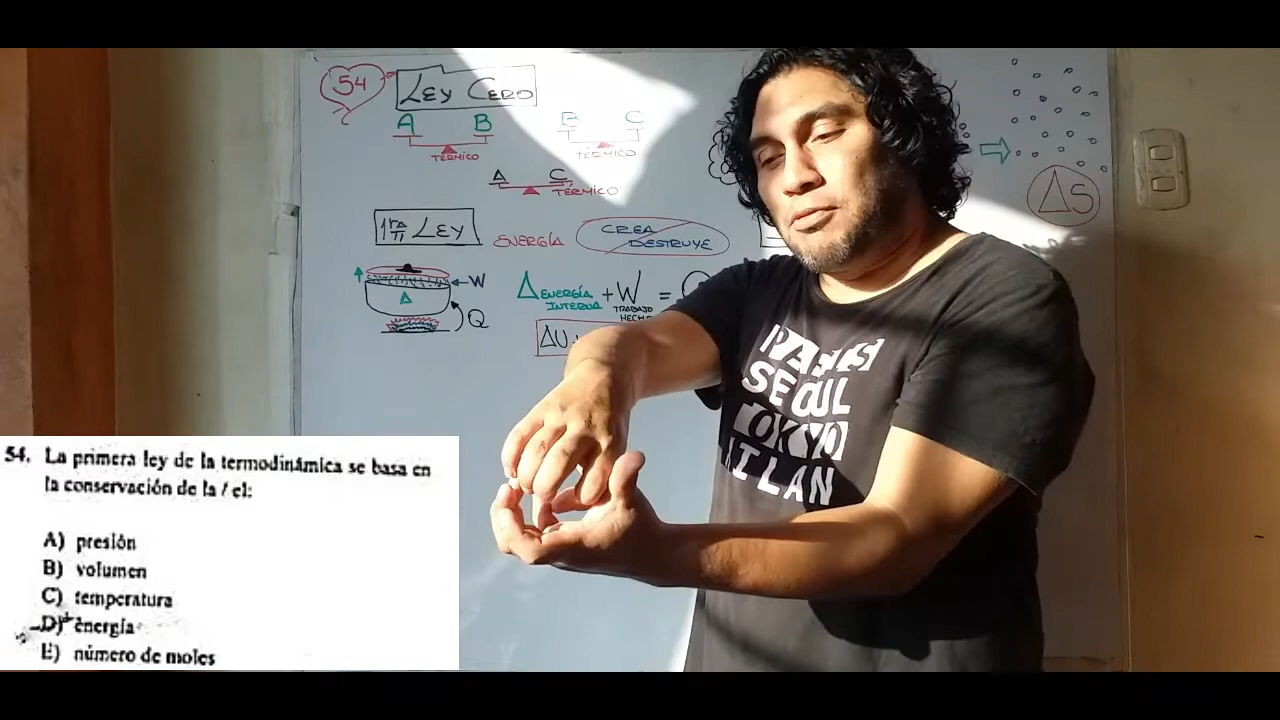 54
LEY CERO
A B
TÉRMICO
B C
TÉRMICO
A C
TÉRMICO
ΔS
1RA LEY
ENERGÍA
CREA
DESTRUYE
W
Δ
Q
Δ ENERGÍA INTERNA + W TRABAJO =
ΔU
SEOUL
TOKYO
MILAN
54. La primera ley de la termodinámica se basa en
la conservación de la / el:
A) presión
B) volumen
C) temperatura
D) energía
E) número de moles